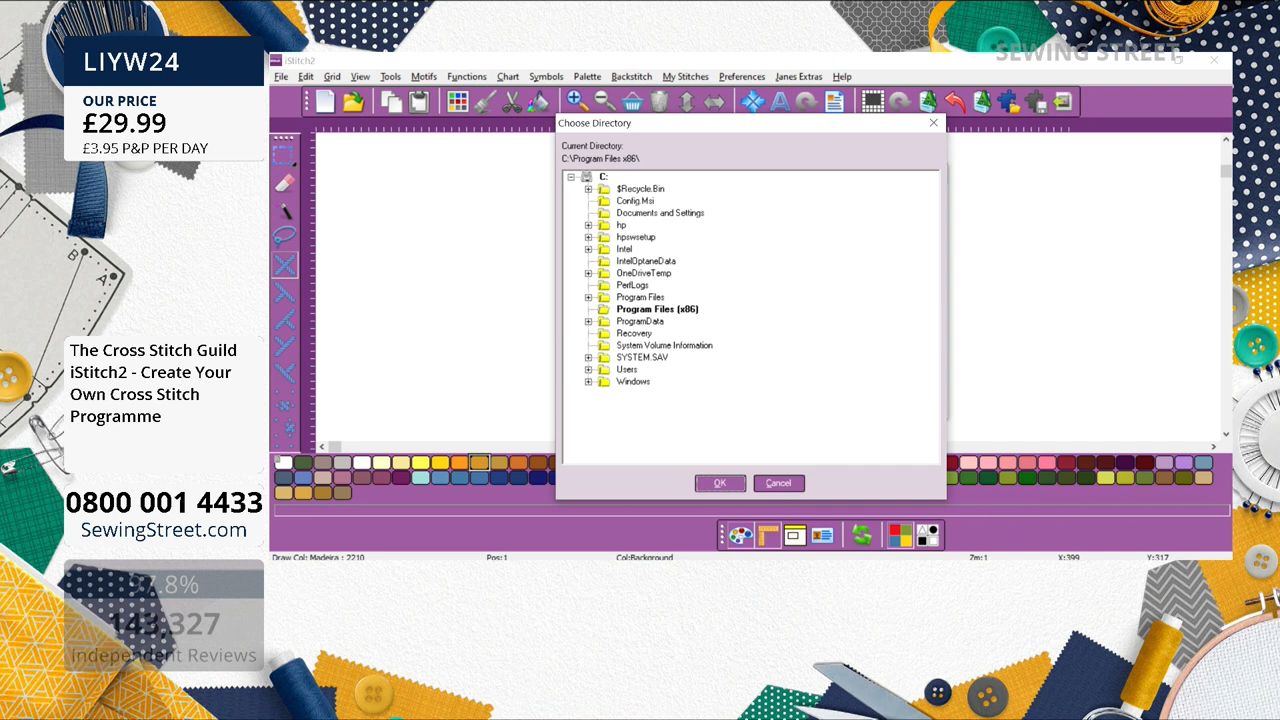 LIYW24
OUR PRICE
£29.99
£3.95 P&P PER DAY
The Cross Stitch Guild
iStitch2 - Create Your
Own Cross Stitch
Programme
0800 001 4433
SewingStreet.com
97.8%
143,327
Independent Reviews
SEWING STREET
iStitch2
File Edit Grid View Tools Motifs Functions Chart Symbols Palette Backstitch My Stitches Preferences Janes Extras Help
Choose Directory
Current Directory:
C:\Program Files x86\
C:
$Recycle.Bin
Config.Msi
Documents and Settings
hp
hpswsetup
Intel
IntelOptaneData
OneDriveTemp
PerfLogs
Program Files
Program Files (x86)
ProgramData
Recovery
System Volume Information
SYSTEM.SAV
Users
Windows
OK Cancel
Draw Col: Madeira : 2210 Pos:1 Col:Background Zm:1 X:399 Y:317
B
A